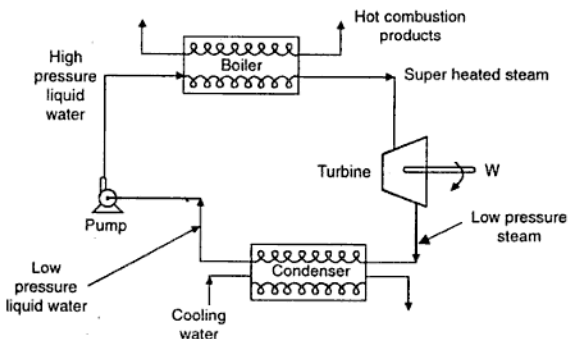 Hot combustion
products
High
pressure
liquid
water
Boiler
Super heated steam
Turbine
W
Pump
Low pressure
steam
Low
pressure
liquid water
Condenser
Cooling
water